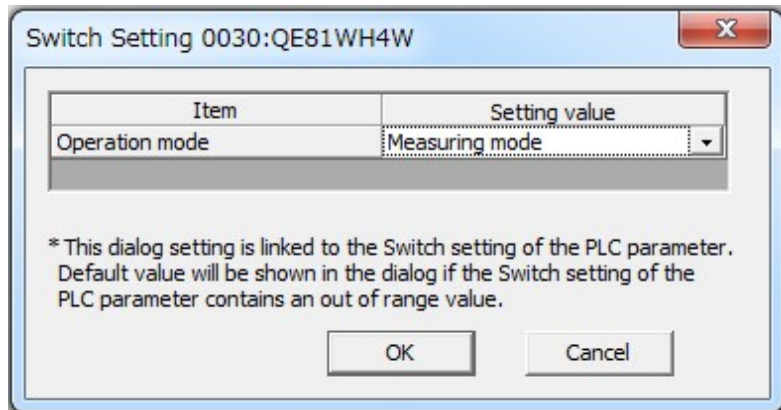 Switch Setting 0030:QE81WH4W
Item Setting value
Operation mode Measuring mode
* This dialog setting is linked to the Switch setting of the PLC parameter.
Default value will be shown in the dialog if the Switch setting of the
PLC parameter contains an out of range value.
OK Cancel